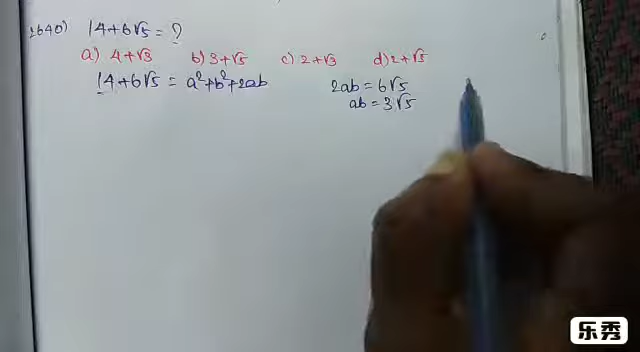 2640) 14+6√5 = ?
a) 4+√3 b) 3+√5 c) 2+√3 d) 2+√5
14+6√5 = a²+b²+2ab 2ab = 6√5
ab = 3√5
乐秀